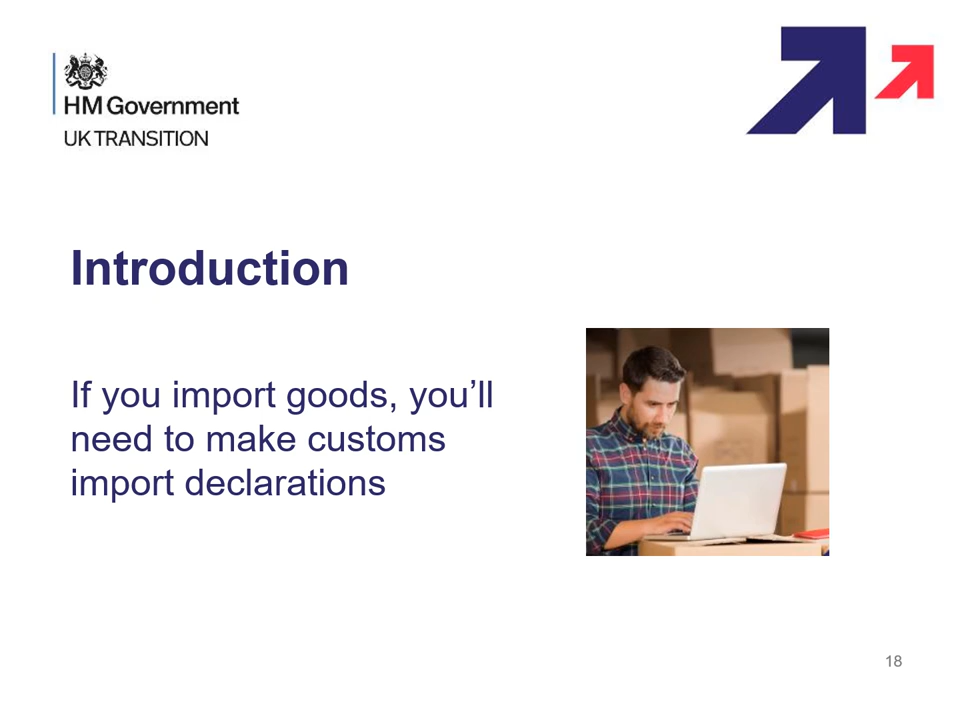 HM Government
UK TRANSITION
Introduction
If you import goods, you’ll
need to make customs
import declarations
18